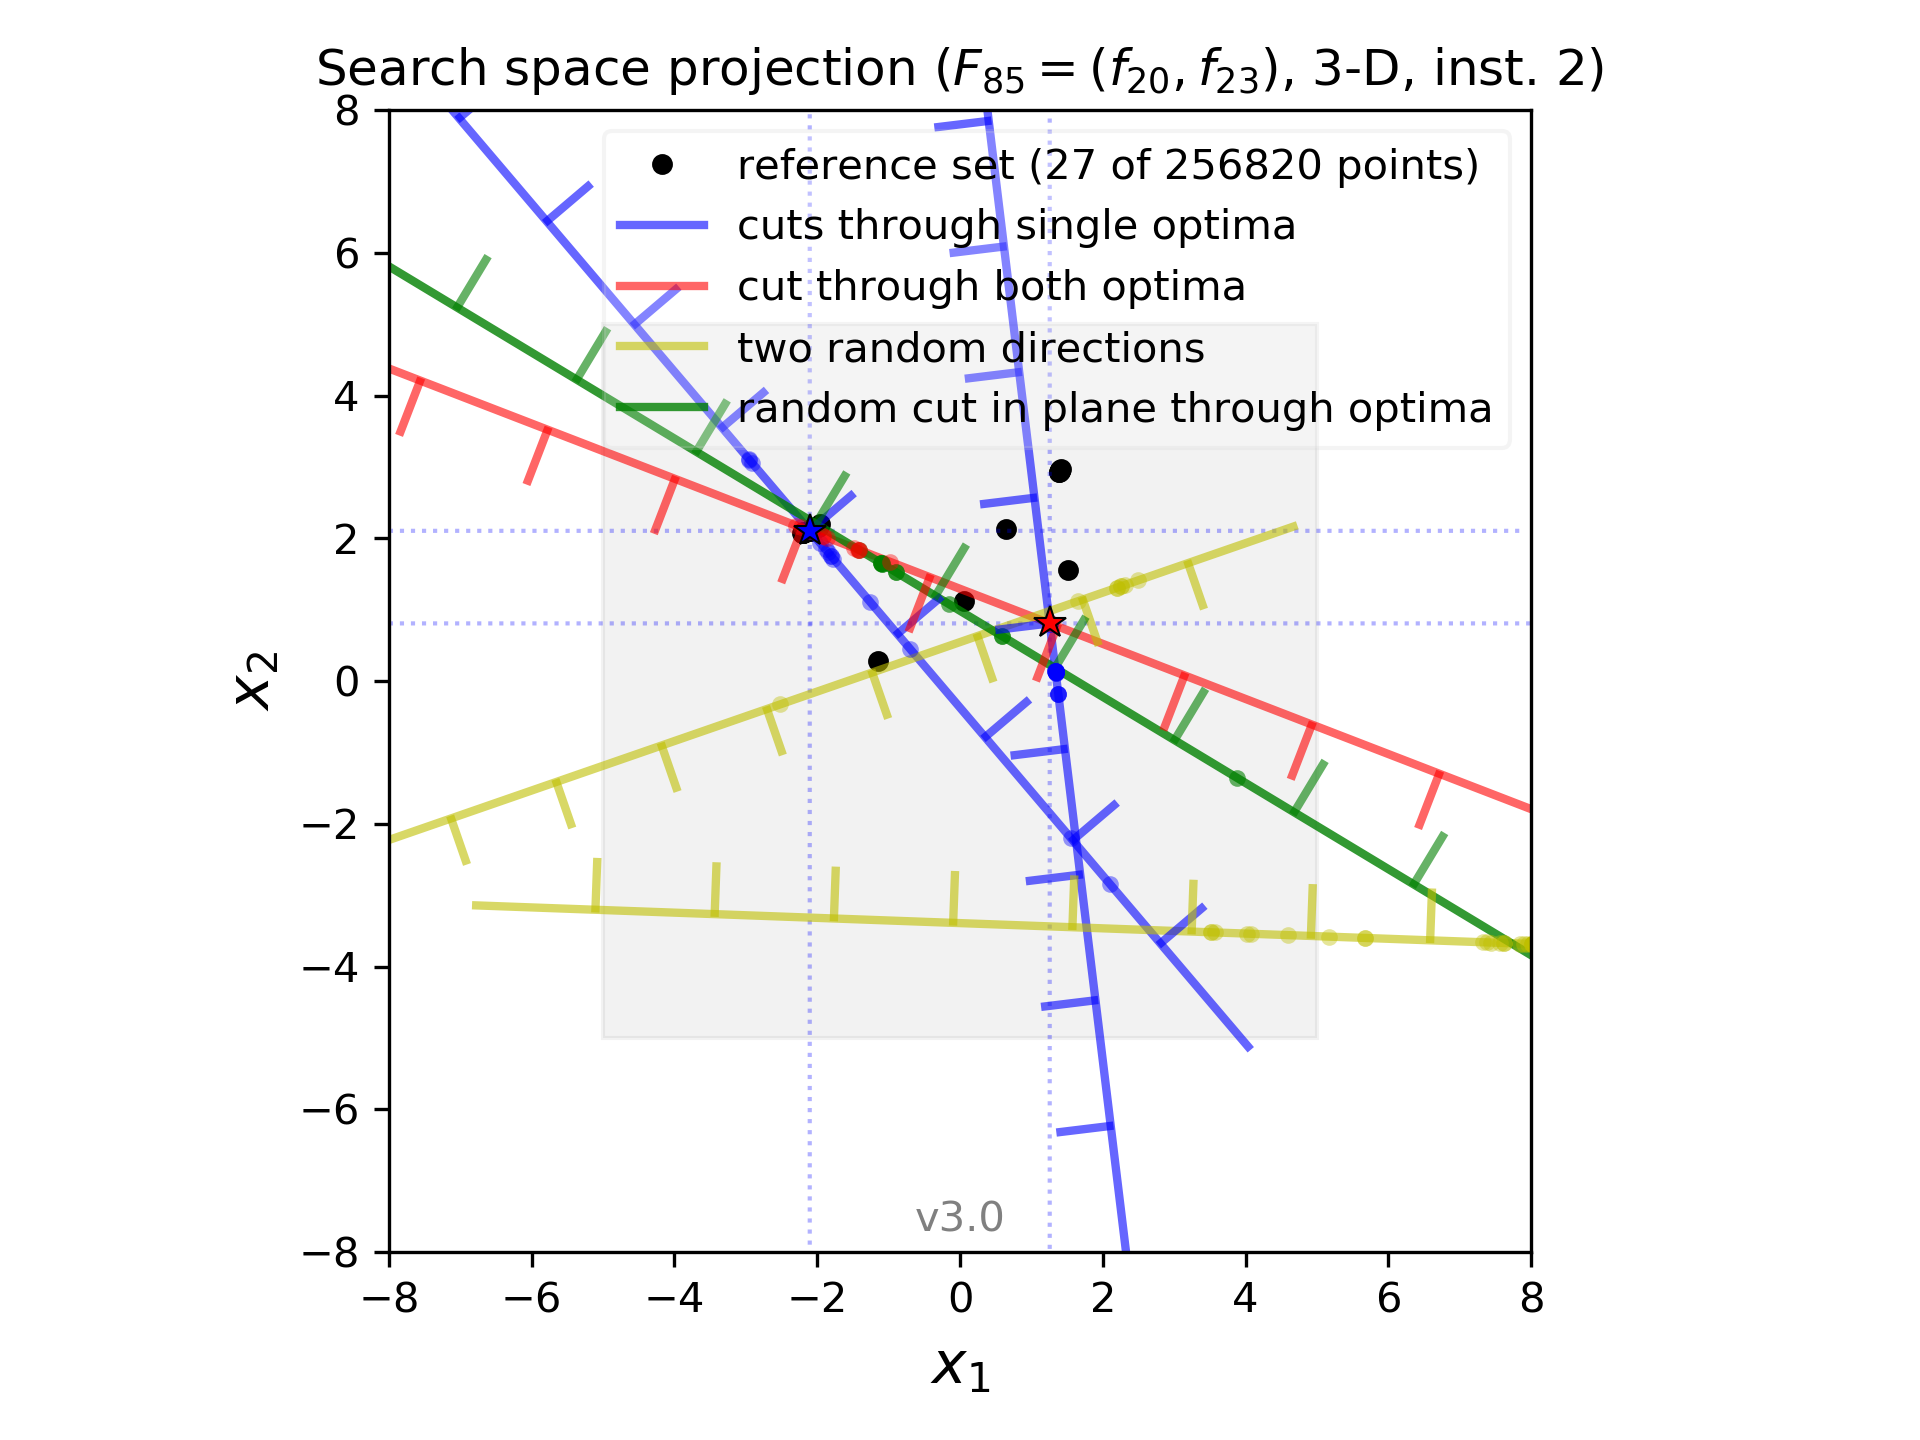 Search space projection (F₈₅ = (f₂₀, f₂₃), 3-D, inst. 2)
reference set (27 of 256820 points)
cuts through single optima
cut through both optima
two random directions
random cut in plane through optima
8
6
4
2
0
−2
−4
−6
−8
x₂
v3.0
−8 −6 −4 −2 0 2 4 6 8
x₁